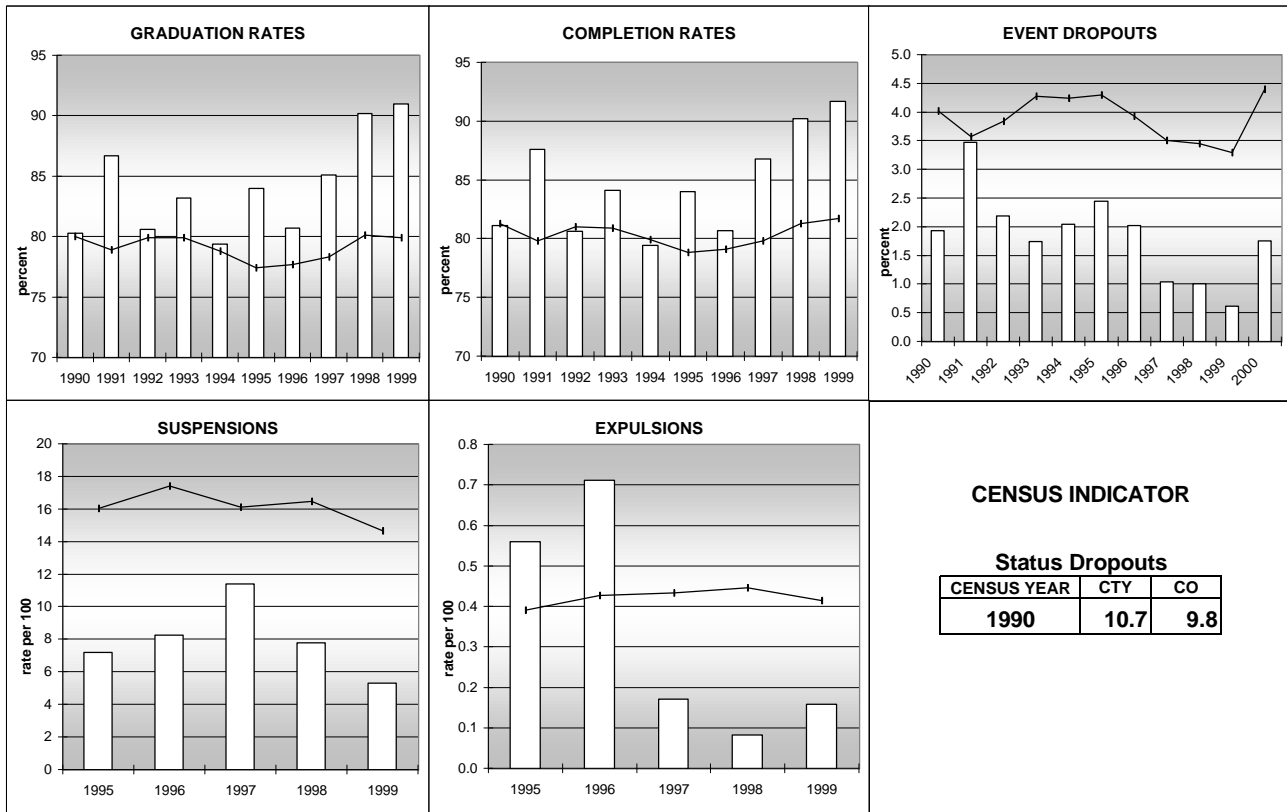 GRADUATION RATES
95
90
85
80
75
70
percent
1990 1991 1992 1993 1994 1995 1996 1997 1998 1999
COMPLETION RATES
95
90
85
80
75
70
percent
1990 1991 1992 1993 1994 1995 1996 1997 1998 1999
EVENT DROPOUTS
5.0
4.5
4.0
3.5
3.0
2.5
2.0
1.5
1.0
0.5
0.0
percent
1990 1991 1992 1993 1994 1995 1996 1997 1998 1999 2000
SUSPENSIONS
20
18
16
14
12
10
8
6
4
2
0
rate per 100
1995 1996 1997 1998 1999
EXPULSIONS
0.8
0.7
0.6
0.5
0.4
0.3
0.2
0.1
0.0
rate per 100
1995 1996 1997 1998 1999
CENSUS INDICATOR
Status Dropouts
CENSUS YEAR CTY CO
1990 10.7 9.8